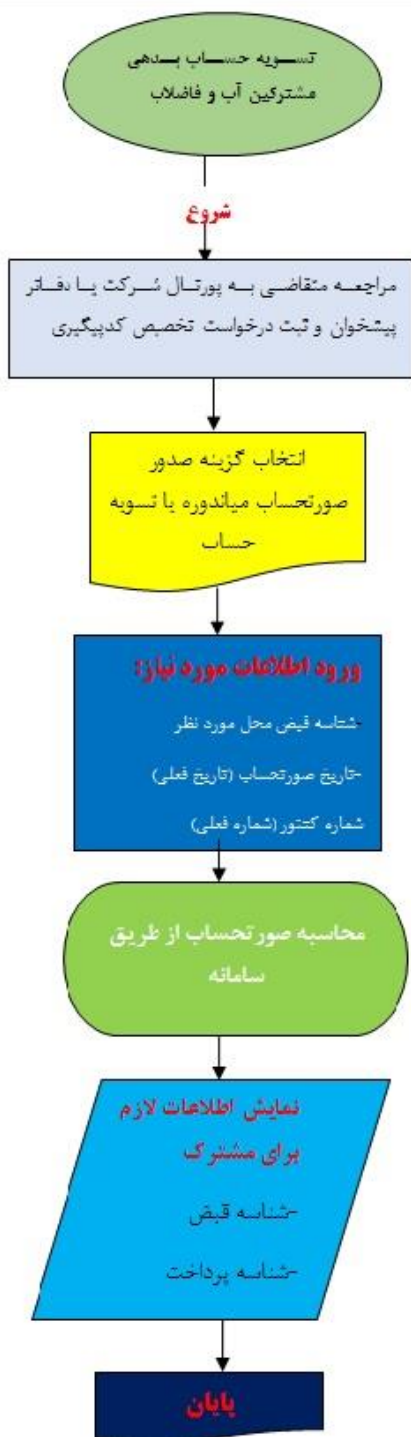 تسویه حساب بدهی
مشترکین آب و فاضلاب
شروع
مراجعه متقاضی به پورتال شرکت یا دفاتر
پیشخوان و ثبت درخواست تخصیص کدپیگیری
انتخاب گزینه صدور
صورتحساب میاندوره یا تسویه
حساب
ورود اطلاعات مورد نیاز:
-شناسه قبض محل مورد نظر
-تاریخ صورتحساب (تاریخ فعلی)
شماره کنتور (شماره فعلی)
محاسبه صورتحساب از طریق
سامانه
نمایش اطلاعات لازم
برای مشترک
-شناسه قبض
-شناسه پرداخت
پایان